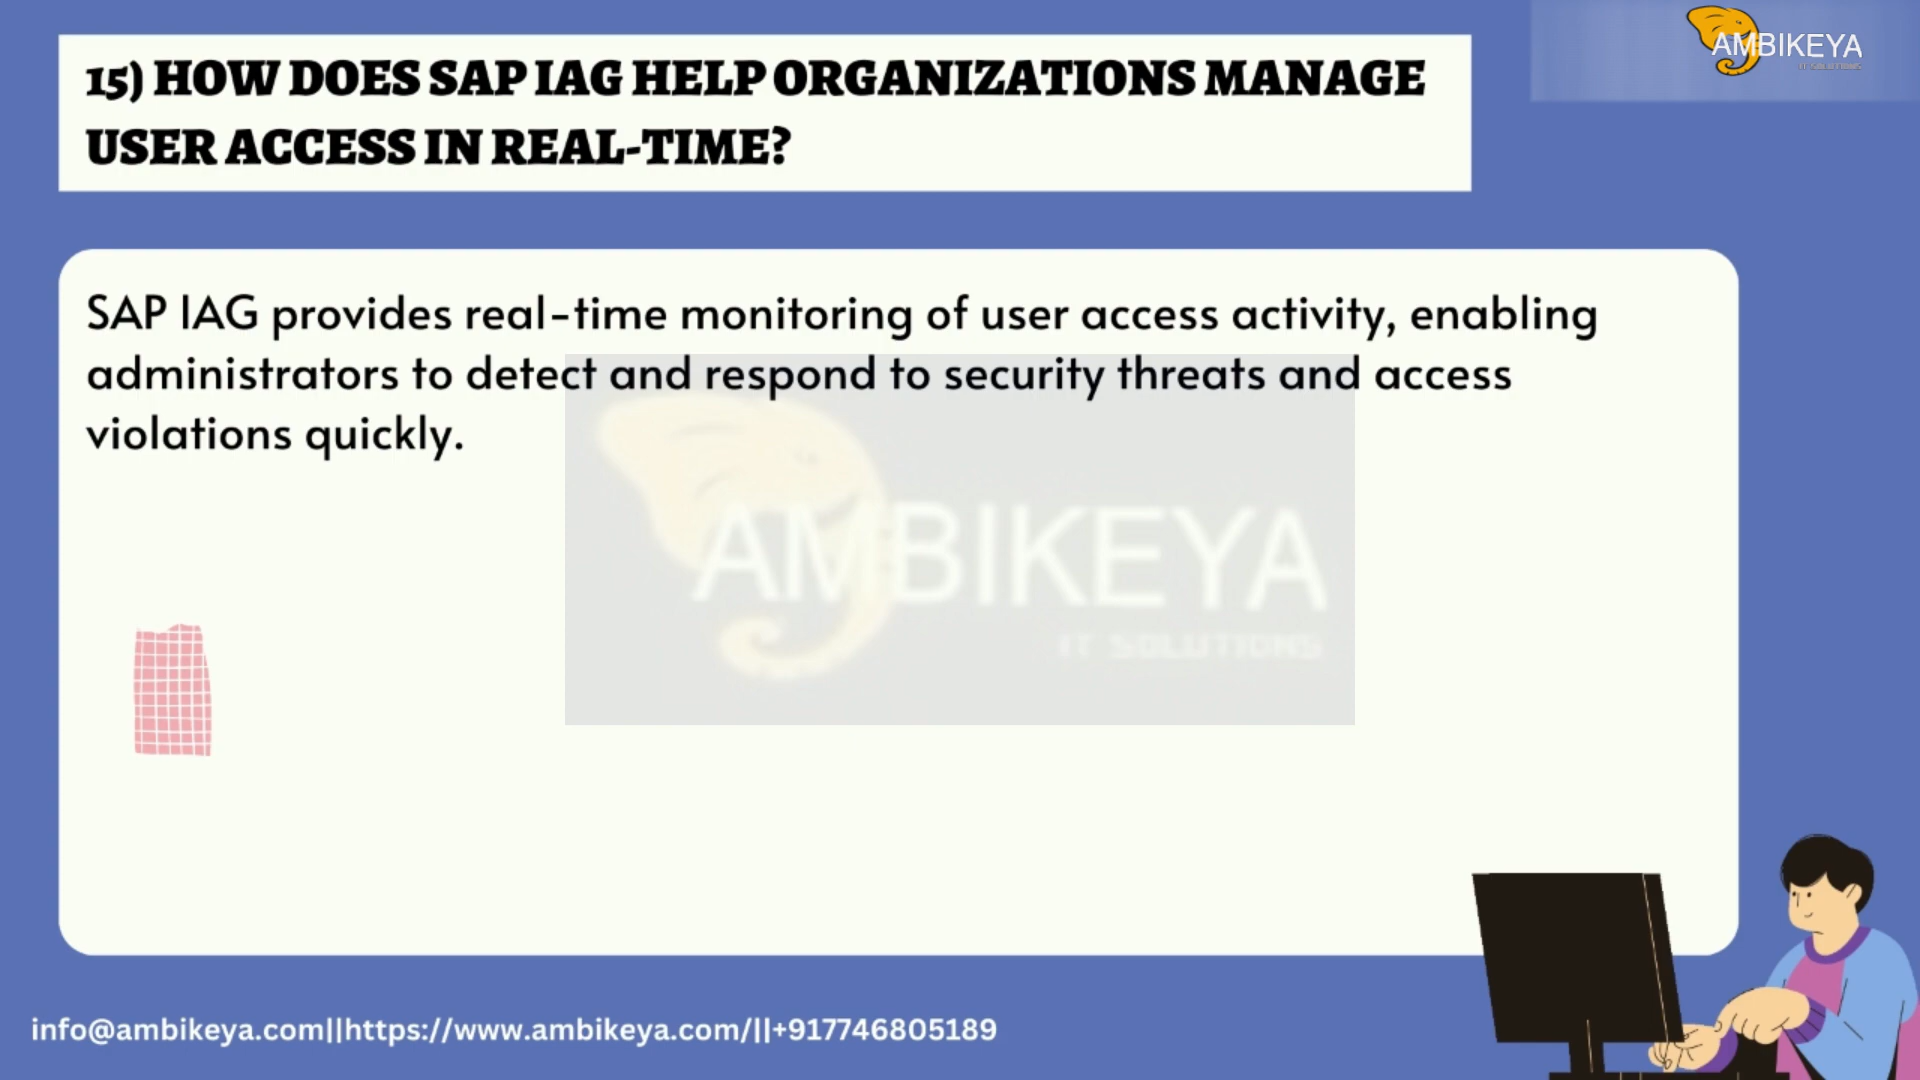 15) HOW DOES SAP IAG HELP ORGANIZATIONS MANAGE
USER ACCESS IN REAL-TIME?
AMBIKEYA
IT SOLUTIONS
SAP IAG provides real-time monitoring of user access activity, enabling
administrators to detect and respond to security threats and access
violations quickly.
AMBIKEYA
IT SOLUTIONS
info@ambikeya.com||https://www.ambikeya.com/||+917746805189